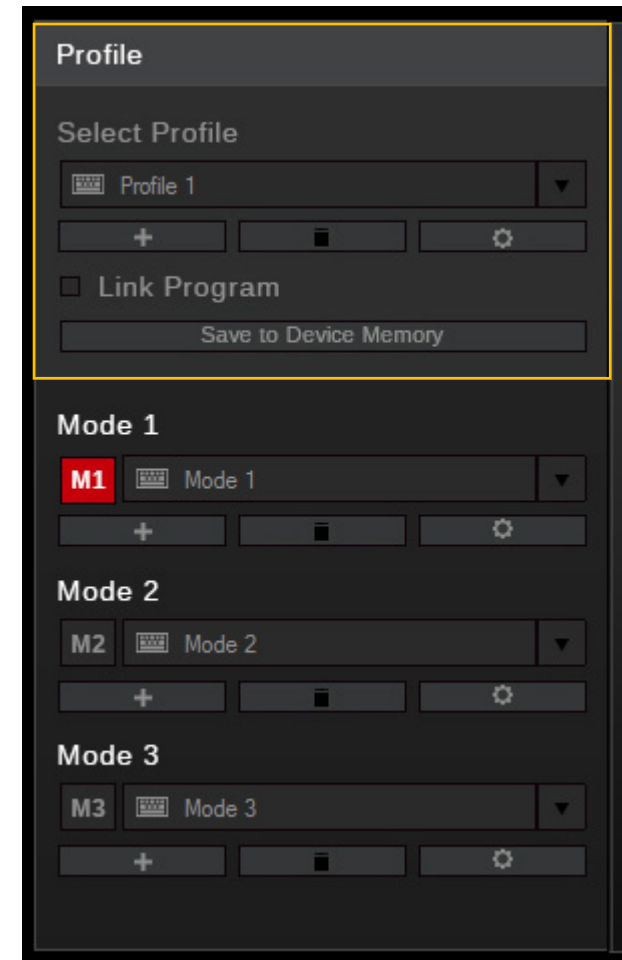 Profile
Select Profile
Profile 1
Link Program
Save to Device Memory
Mode 1
M1 Mode 1
Mode 2
M2 Mode 2
Mode 3
M3 Mode 3